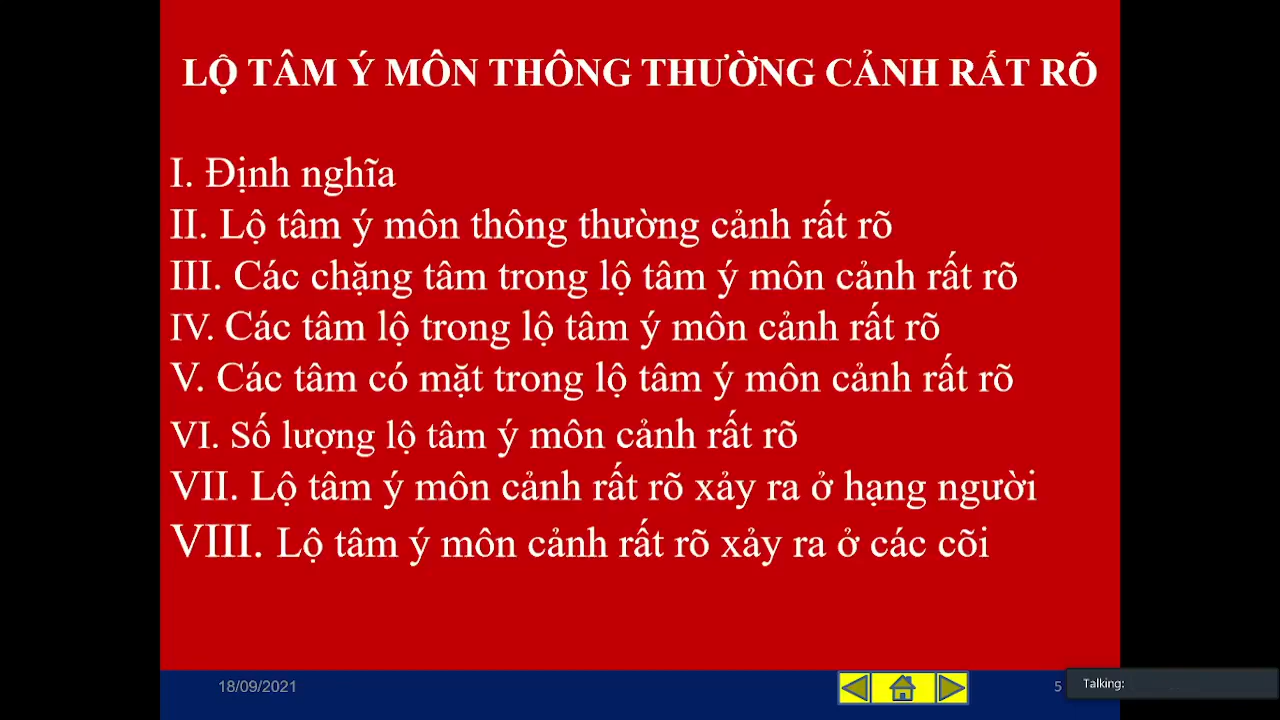 LỘ TÂM Ý MÔN THÔNG THƯỜNG CẢNH RẤT RÕ
I. Định nghĩa
II. Lộ tâm ý môn thông thường cảnh rất rõ
III. Các chặng tâm trong lộ tâm ý môn cảnh rất rõ
IV. Các tâm lộ trong lộ tâm ý môn cảnh rất rõ
V. Các tâm có mặt trong lộ tâm ý môn cảnh rất rõ
VI. Số lượng lộ tâm ý môn cảnh rất rõ
VII. Lộ tâm ý môn cảnh rất rõ xảy ra ở hạng người
VIII. Lộ tâm ý môn cảnh rất rõ xảy ra ở các cõi
18/09/2021
5
Talking: